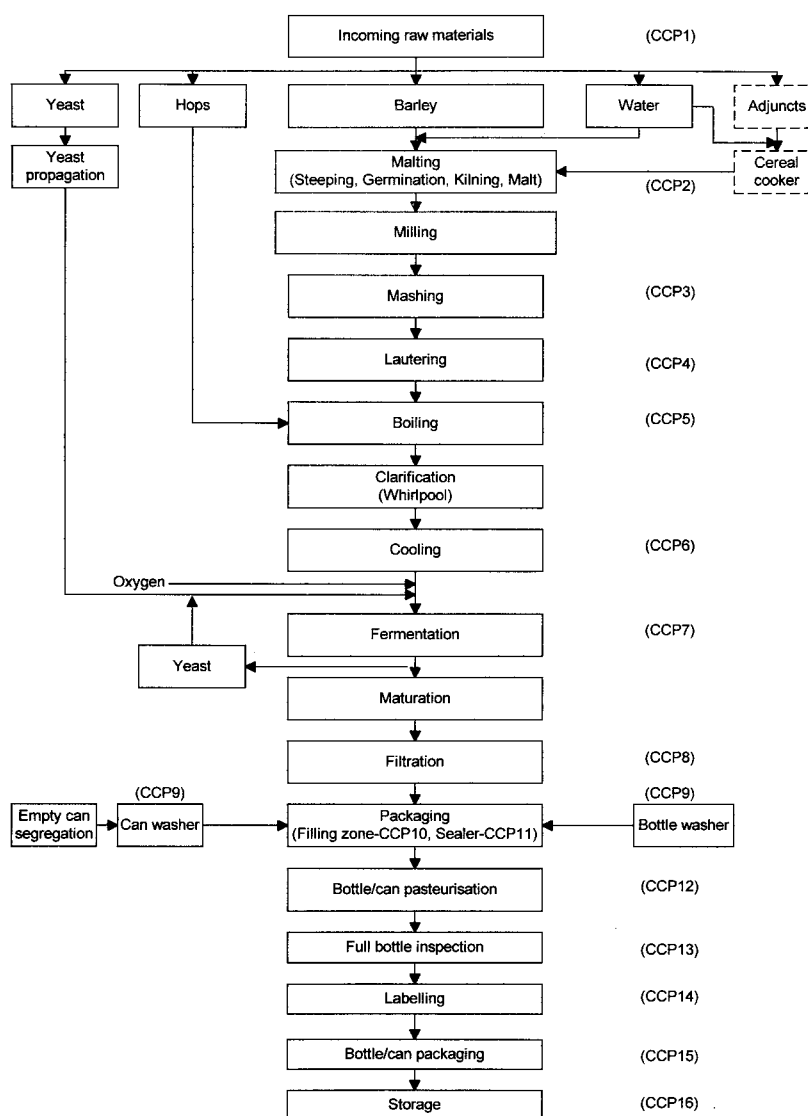 Incoming raw materials
(CCP1)
Yeast
Hops
Barley
Water
Adjuncts
Yeast
propagation
Malting
(Steeping, Germination, Kilning, Malt)
(CCP2)
Cereal
cooker
Milling
Mashing
(CCP3)
Lautering
(CCP4)
Boiling
(CCP5)
Clarification
(Whirlpool)
Cooling
(CCP6)
Oxygen
Fermentation
(CCP7)
Yeast
Maturation
Filtration
(CCP8)
(CCP9)
(CCP9)
Empty can
segregation
Can washer
Packaging
(Filling zone-CCP10, Sealer-CCP11)
Bottle washer
Bottle/can pasteurisation
(CCP12)
Full bottle inspection
(CCP13)
Labelling
(CCP14)
Bottle/can packaging
(CCP15)
Storage
(CCP16)